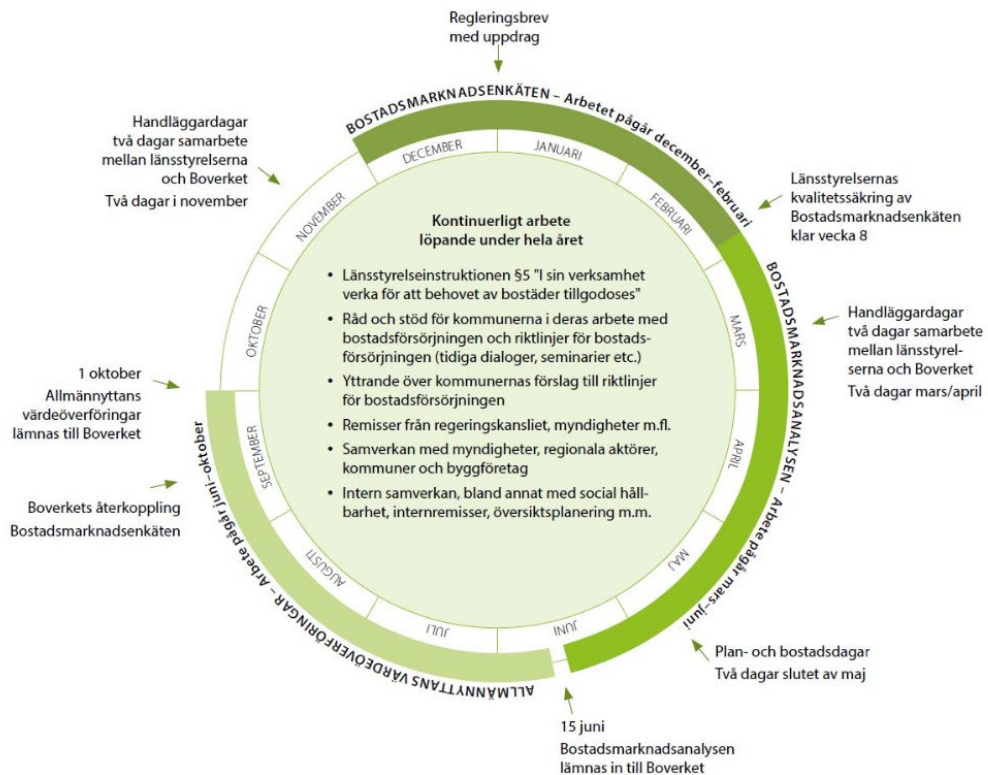 Regleringsbrev
med uppdrag
BOSTADSMARKNADSENKÄTEN – Arbetet pågår december–februari
Handläggardagar
två dagar samarbete
mellan länsstyrelserna
och Boverket
Två dagar i november
Länsstyrelsernas
kvalitetssäkring av
Bostadsmarknadsenkäten
klar vecka 8
DECEMBER
JANUARI
FEBRUARI
MARS
APRIL
MAJ
JUNI
JULI
AUGUSTI
SEPTEMBER
OKTOBER
NOVEMBER
Kontinuerligt arbete
löpande under hela året
• Länsstyrelseinstruktionen §5 "I sin verksamhet
verka för att behovet av bostäder tillgodoses"
• Råd och stöd för kommunerna i deras arbete med
bostadsförsörjningen och riktlinjer för bostads-
försörjningen (tidiga dialoger, seminarier etc.)
• Yttrande över kommunernas förslag till riktlinjer
för bostadsförsörjningen
• Remisser från regeringskansliet, myndigheter m.fl.
• Samverkan med myndigheter, regionala aktörer,
kommuner och byggföretag
• Intern samverkan, bland annat med social håll-
barhet, internremisser, översiktsplanering m.m.
BOSTADSMARKNADSANALYSEN – Arbete pågår mars–juni
Handläggardagar
två dagar samarbete
mellan länsstyrel-
serna och Boverket
Två dagar mars/april
1 oktober
Allmännyttans
värdeöverföringar
lämnas till Boverket
Boverkets återkoppling
Bostadsmarknadsenkäten
ALLMÄNNYTTANS VÄRDEÖVERFÖRINGAR – Arbete pågår juni–oktober
Plan- och bostadsdagar
Två dagar slutet av maj
15 juni
Bostadsmarknadsanalysen
lämnas in till Boverket